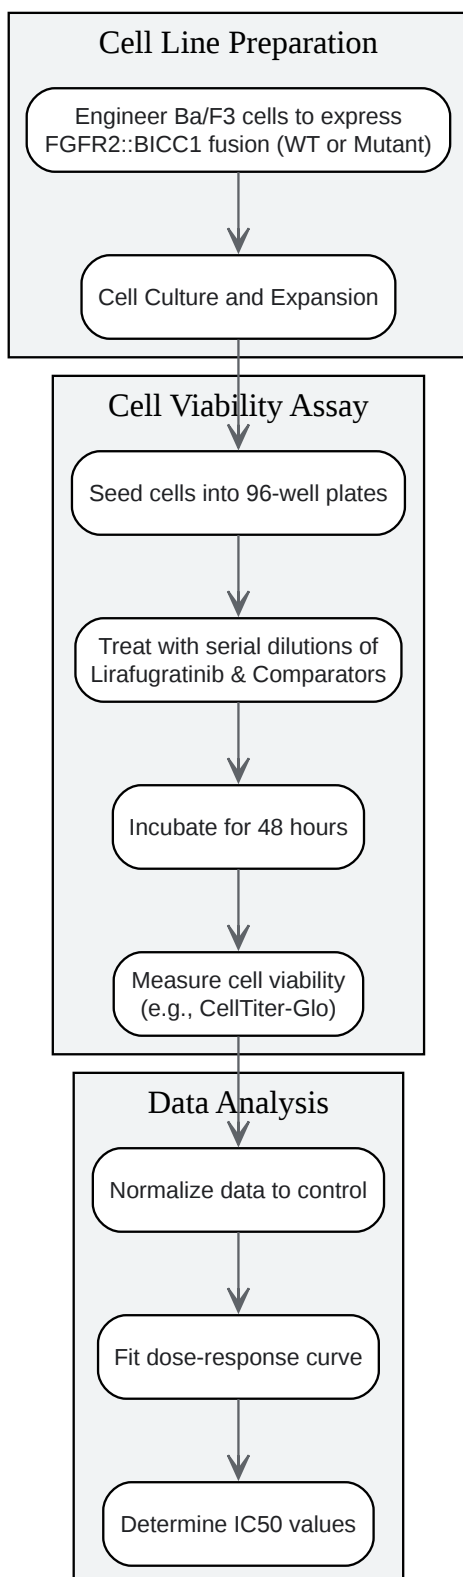 Cell Line Preparation
Engineer Ba/F3 cells to express
FGFR2::BICC1 fusion (WT or Mutant)
Cell Culture and Expansion
Cell Viability Assay
Seed cells into 96-well plates
Treat with serial dilutions of
Lirafugratinib & Comparators
Incubate for 48 hours
Measure cell viability
(e.g., CellTiter-Glo)
Data Analysis
Normalize data to control
Fit dose-response curve
Determine IC50 values